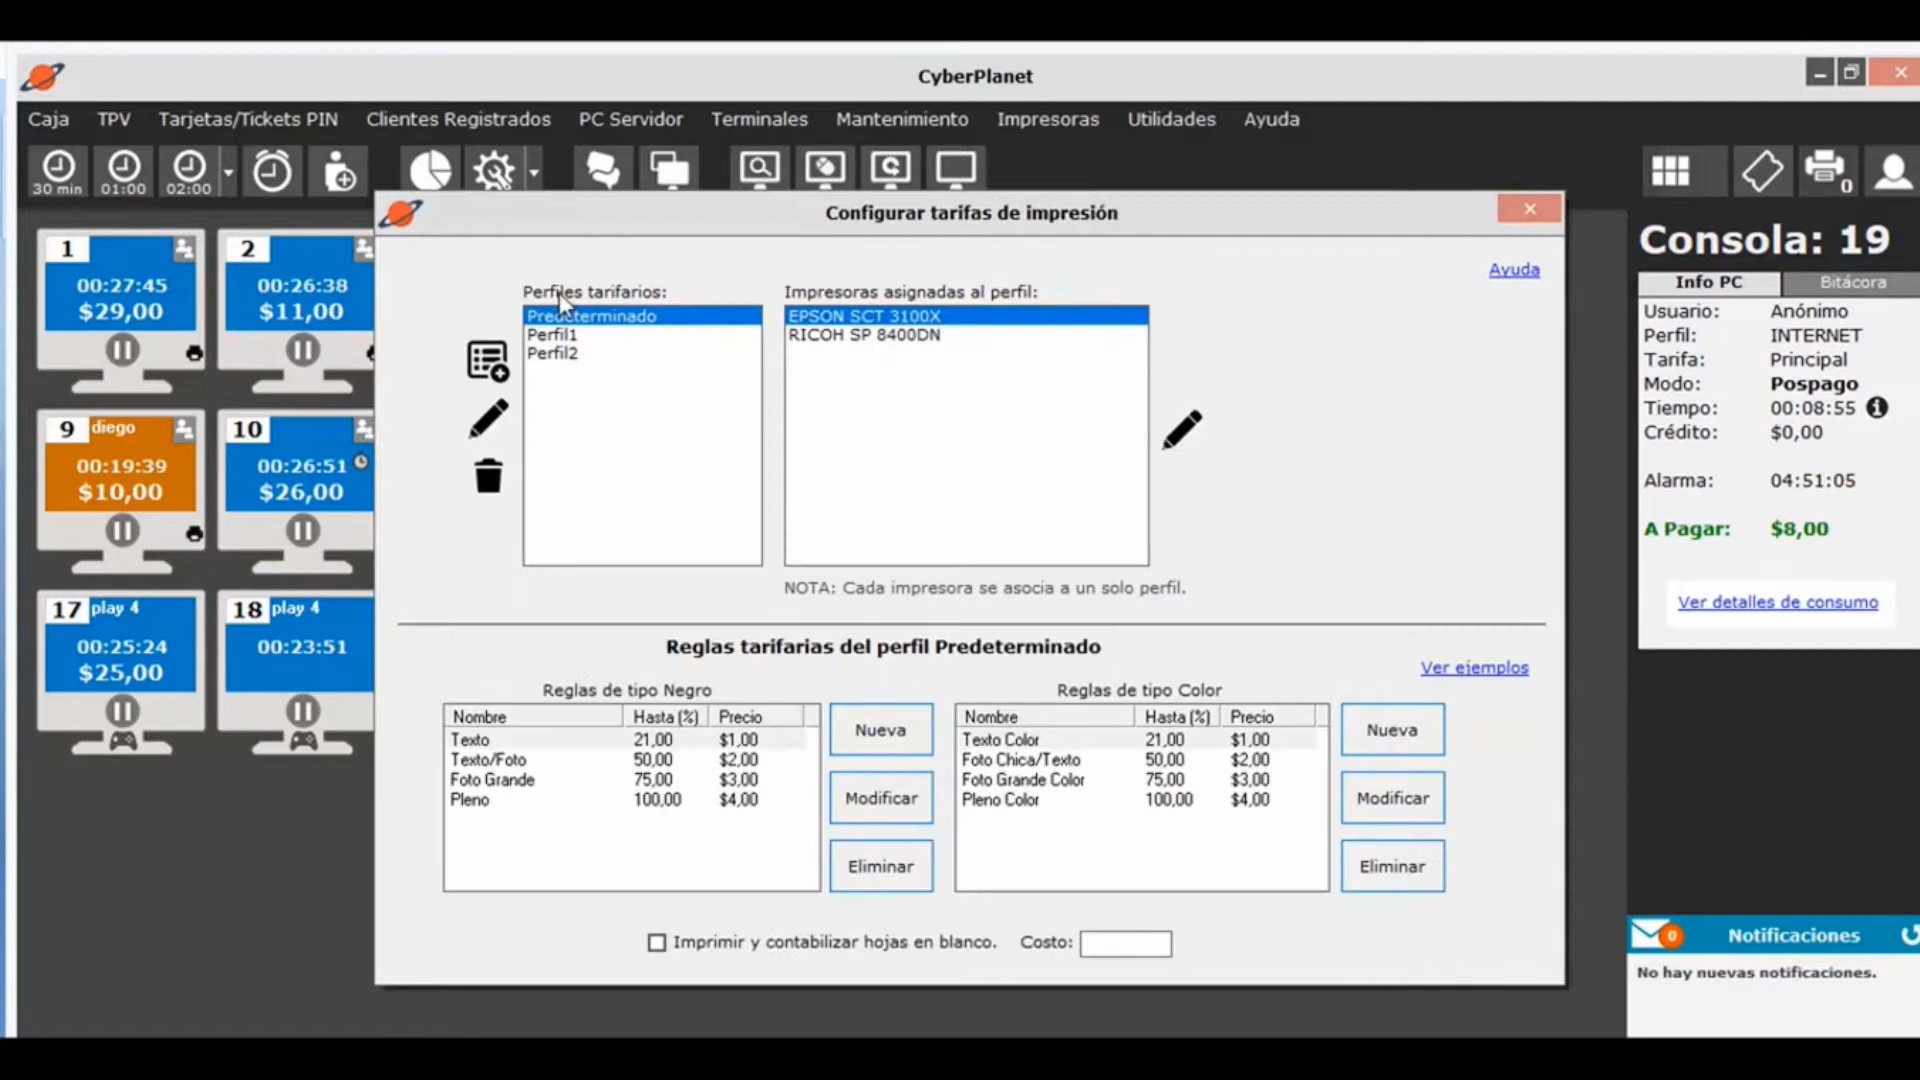 CyberPlanet
Caja TPV Tarjetas/Tickets PIN Clientes Registrados PC Servidor Terminales Mantenimiento Impresoras Utilidades Ayuda
30 min 01:00 02:00 0
Configurar tarifas de impresión
Ayuda
Perfiles tarifarios:
Predeterminado
Perfil1
Perfil2
Impresoras asignadas al perfil:
EPSON SCT 3100X
RICOH SP 8400DN
NOTA: Cada impresora se asocia a un solo perfil.
Reglas tarifarias del perfil Predeterminado
Ver ejemplos
Reglas de tipo Negro
Nombre Hasta (%) Precio
Texto 21,00 $1,00
Texto/Foto 50,00 $2,00
Foto Grande 75,00 $3,00
Pleno 100,00 $4,00
Nueva
Modificar
Eliminar
Reglas de tipo Color
Nombre Hasta (%) Precio
Texto Color 21,00 $1,00
Foto Chica/Texto 50,00 $2,00
Foto Grande Color 75,00 $3,00
Pleno Color 100,00 $4,00
Nueva
Modificar
Eliminar
Imprimir y contabilizar hojas en blanco. Costo:
1
00:27:45
$29,00
2
00:26:38
$11,00
9 diego
00:19:39
$10,00
10
00:26:51
$26,00
17 play 4
00:25:24
$25,00
18 play 4
00:23:51
Consola: 19
Info PC Bitácora
Usuario: Anónimo
Perfil: INTERNET
Tarifa: Principal
Modo: Pospago
Tiempo: 00:08:55
Crédito: $0,00
Alarma: 04:51:05
A Pagar: $8,00
Ver detalles de consumo
0 Notificaciones
No hay nuevas notificaciones.